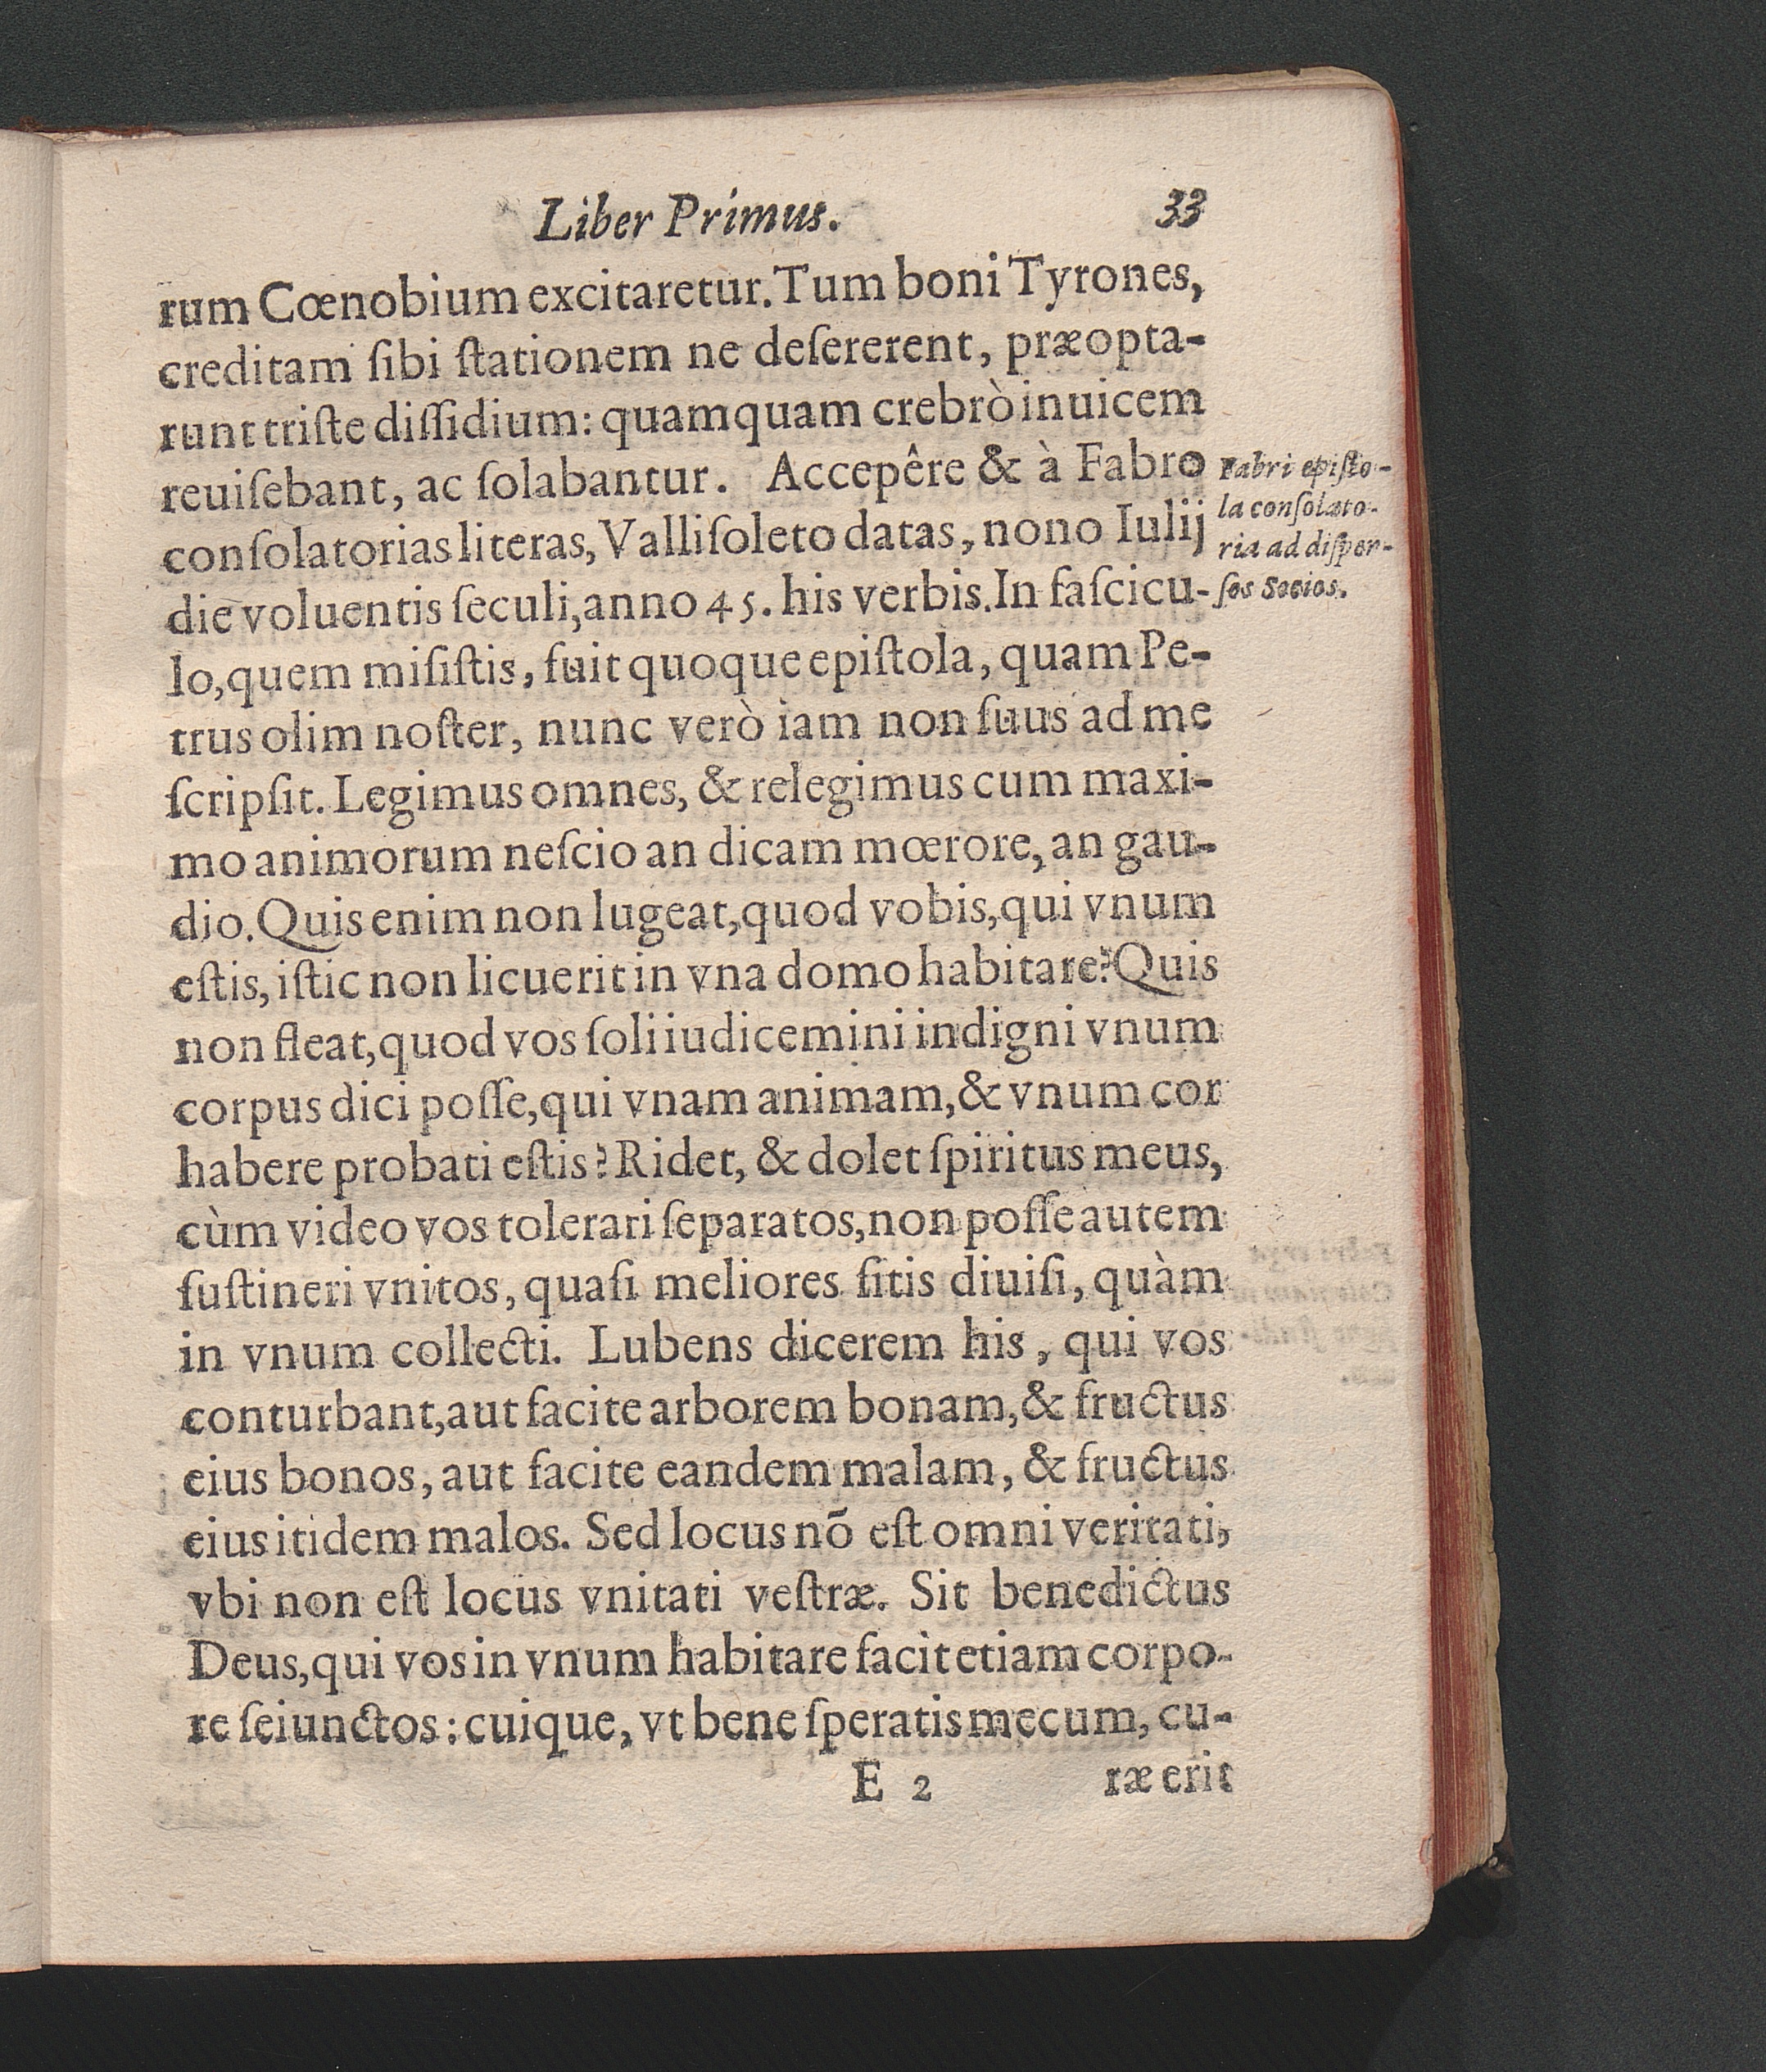 Liber Primus. 33
rum Cœnobium excitaretur. Tum boni Tyrones,
creditam ſibi ſtationem ne deſererent, præopta-
runt triſte diſſidium: quamquam crebrò inuicem
reuiſebant, ac ſolabantur. Accepêre & à Fabro
conſolatorias literas, Valliſoleto datas, nono Iulij
die voluentis ſeculi, anno 45. his verbis. In faſcicu-
lo, quem miſiſtis, fuit quoque epiſtola, quam Pe-
trus olim noſter, nunc verò iam non ſuus ad me
ſcripſit. Legimus omnes, & relegimus cum maxi-
mo animorum neſcio an dicam mœrore, an gau-
dio. Quis enim non lugeat, quod vobis, qui vnum
eſtis, iſtic non licuerit in vna domo habitare? Quis
non fleat, quod vos ſoli iudicemini indigni vnum
corpus dici poſſe, qui vnam animam, & vnum cor
habere probati eſtis? Ridet, & dolet ſpiritus meus,
cùm video vos tolerari ſeparatos, non poſſe autem
ſuſtineri vnitos, quaſi meliores ſitis diuiſi, quàm
in vnum collecti. Lubens dicerem his, qui vos
conturbant, aut facite arborem bonam, & fructus
eius bonos, aut facite eandem malam, & fructus
eius itidem malos. Sed locus nõ eſt omni veritati,
vbi non eſt locus vnitati veſtræ. Sit benedictus
Deus, qui vos in vnum habitare facit etiam corpo-
re ſeiunctos: cuique, vt bene ſperatis mecum, cu-
E 2 ræ erit
Fabri epiſto-
la conſolato-
ria ad diſper-
ſos Socios.